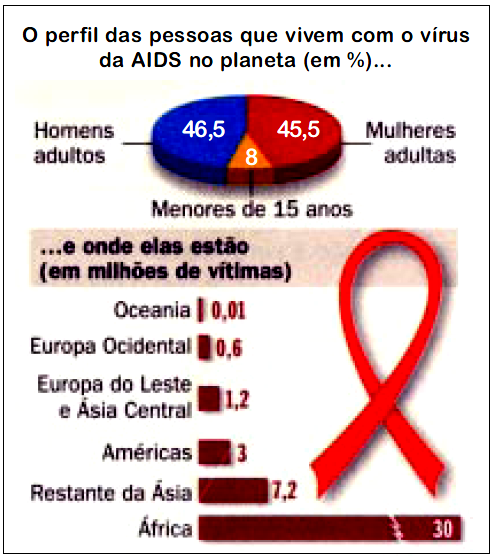 O perfil das pessoas que vivem com o vírus
da AIDS no planeta (em %)...
Homens
adultos
46,5
45,5
Mulheres
adultas
8
Menores de 15 anos
...e onde elas estão
(em milhões de vítimas)
Oceania 0,01
Europa Ocidental 0,6
Europa do Leste
e Ásia Central 1,2
Américas 3
Restante da Ásia 7,2
África 30